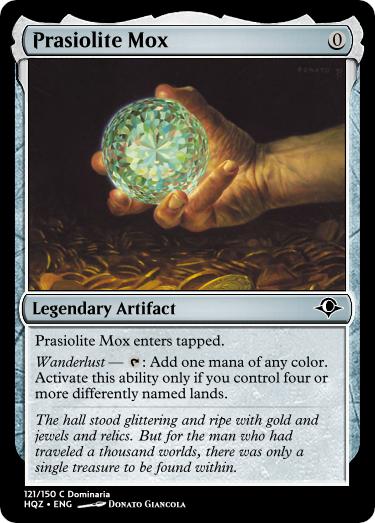 Prasiolite Mox 0
Legendary Artifact
Prasiolite Mox enters tapped.
Wanderlust — : Add one mana of any color.
Activate this ability only if you control four or
more differently named lands.
The hall stood glittering and ripe with gold and
jewels and relics. But for the man who had
traveled a thousand worlds, there was only a
single treasure to be found within.
121/150 C Dominaria
HQZ • ENG Donato Giancola